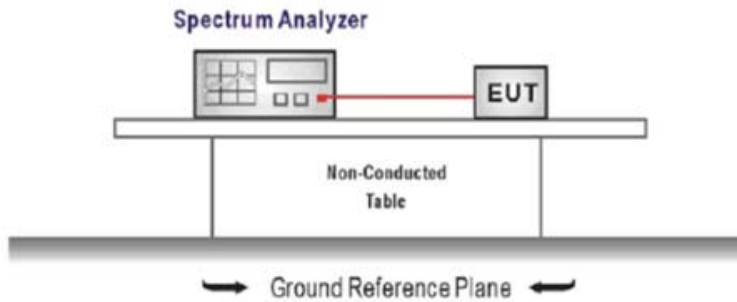 Spectrum Analyzer
EUT
Non-Conducted
Table
Ground Reference Plane